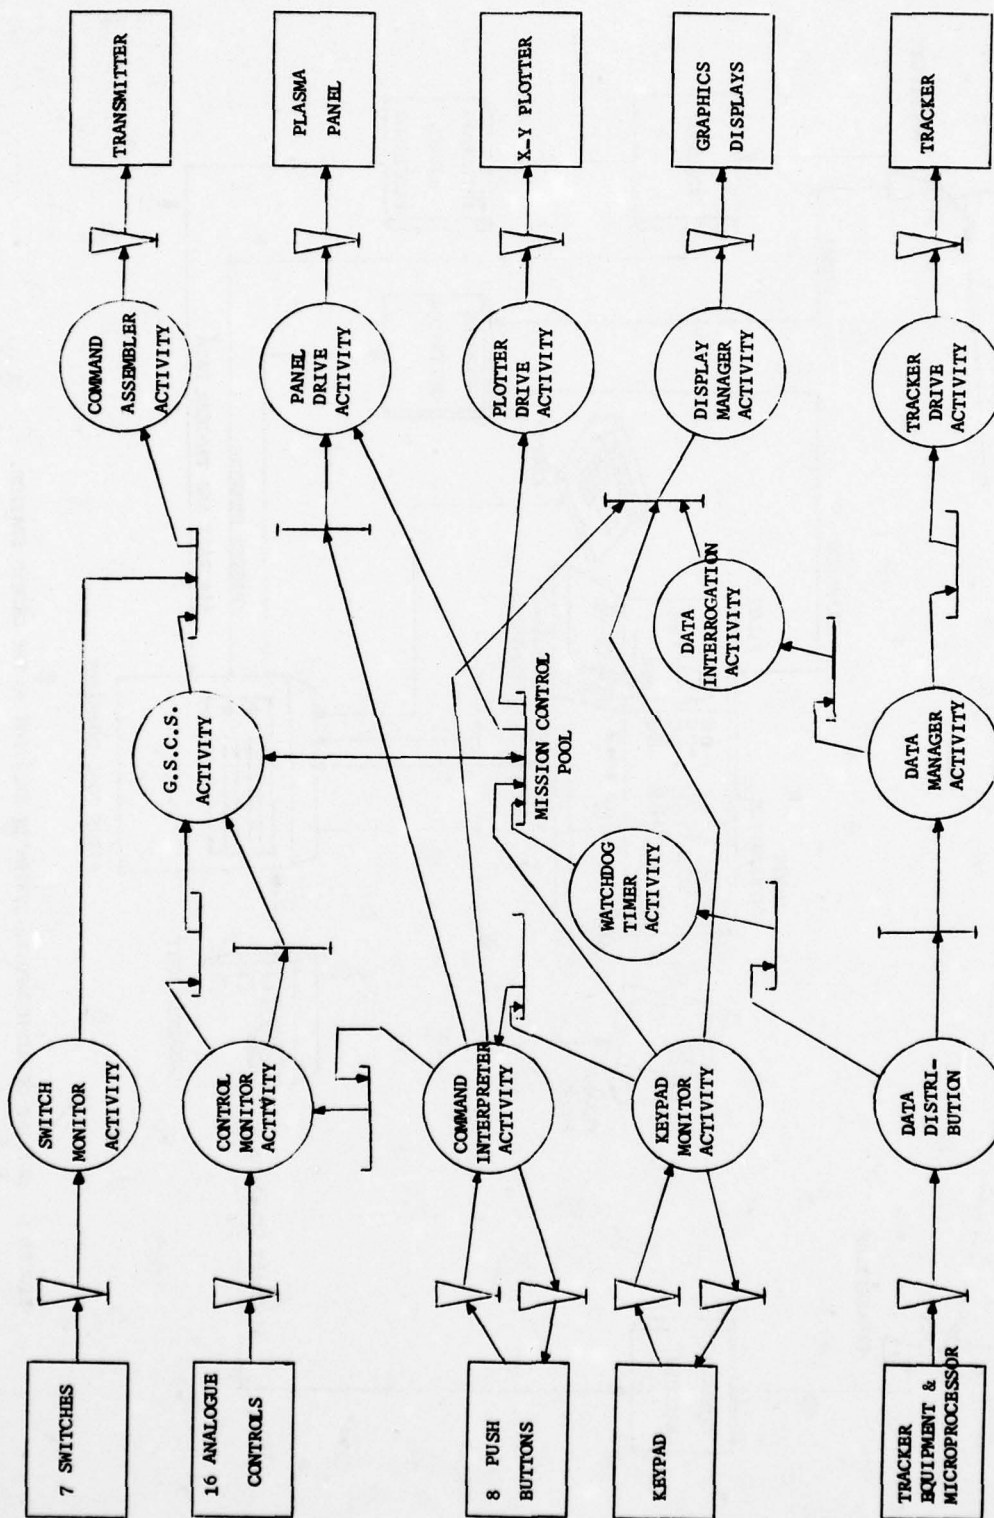 7 SWITCHES
16 ANALOGUE
CONTROLS
8 PUSH
BUTTONS
KEYPAD
TRACKER
EQUIPMENT &
MICROPROCESSOR
SWITCH
MONITOR
ACTIVITY
CONTROL
MONITOR
ACTIVITY
COMMAND
INTERPRETER
ACTIVITY
KEYPAD
MONITOR
ACTIVITY
DATA
DISTRI-
BUTION
G.S.C.S.
ACTIVITY
WATCHDOG
TIMER
ACTIVITY
MISSION CONTROL
POOL
DATA
INTERROGATION
ACTIVITY
DATA
MANAGER
ACTIVITY
COMMAND
ASSEMBLER
ACTIVITY
PANEL
DRIVE
ACTIVITY
PLOTTER
DRIVE
ACTIVITY
DISPLAY
MANAGER
ACTIVITY
TRACKER
DRIVE
ACTIVITY
TRANSMITTER
PLASMA
PANEL
X-Y PLOTTER
GRAPHICS
DISPLAYS
TRACKER